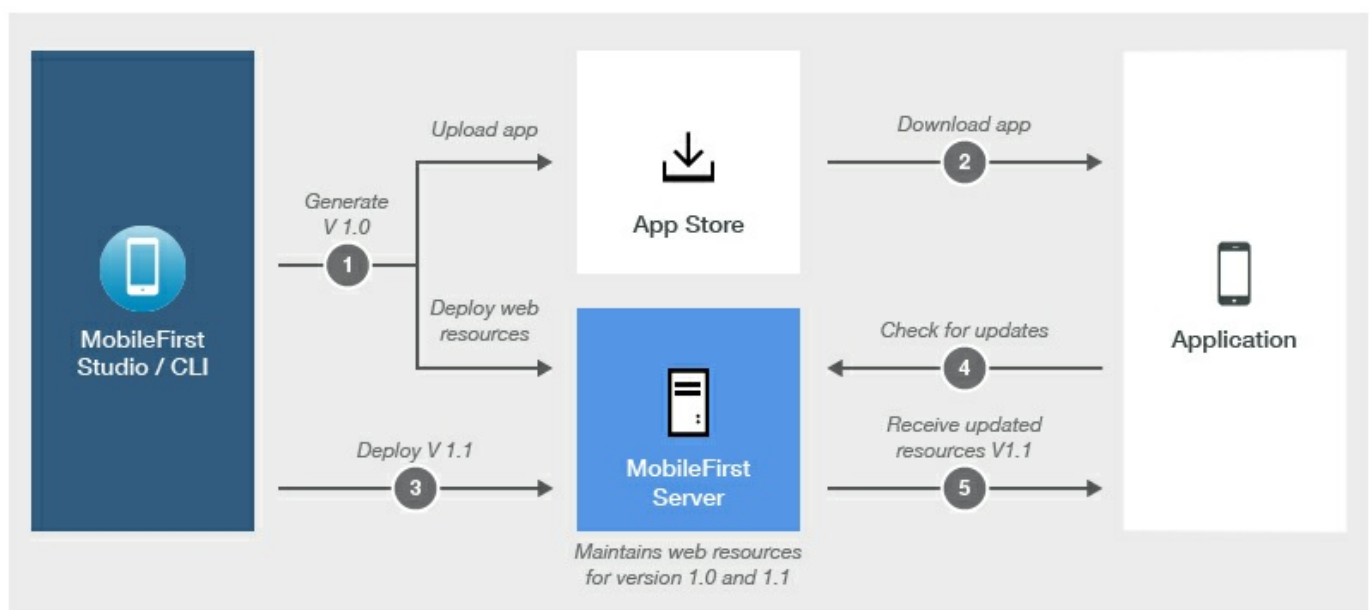 MobileFirst
Studio / CLI
Generate
V 1.0
1
Upload app
Deploy web
resources
Deploy V 1.1
3
App Store
MobileFirst
Server
Maintains web resources
for version 1.0 and 1.1
Download app
2
Check for updates
4
Receive updated
resources V1.1
5
Application